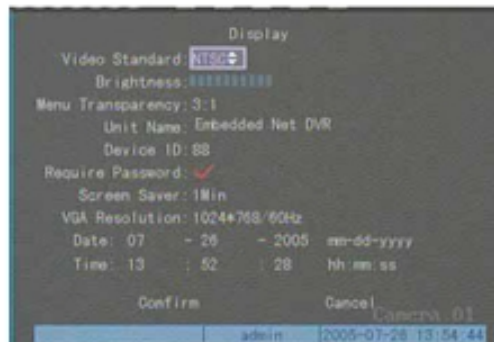 Display
Video Standard: NTSC
Brightness:
Menu Transparency: 3:1
Unit Name: Embedded Net DVR
Device ID: 88
Require Password:
Screen Saver: 1Min
VGA Resolution: 1024*768/60Hz
Date: 07 - 26 - 2005 mm-dd-yyyy
Time: 13 : 52 : 28 hh:mm:ss
Confirm Cancel
Camera 01
admin 2005-07-26 13:54:44